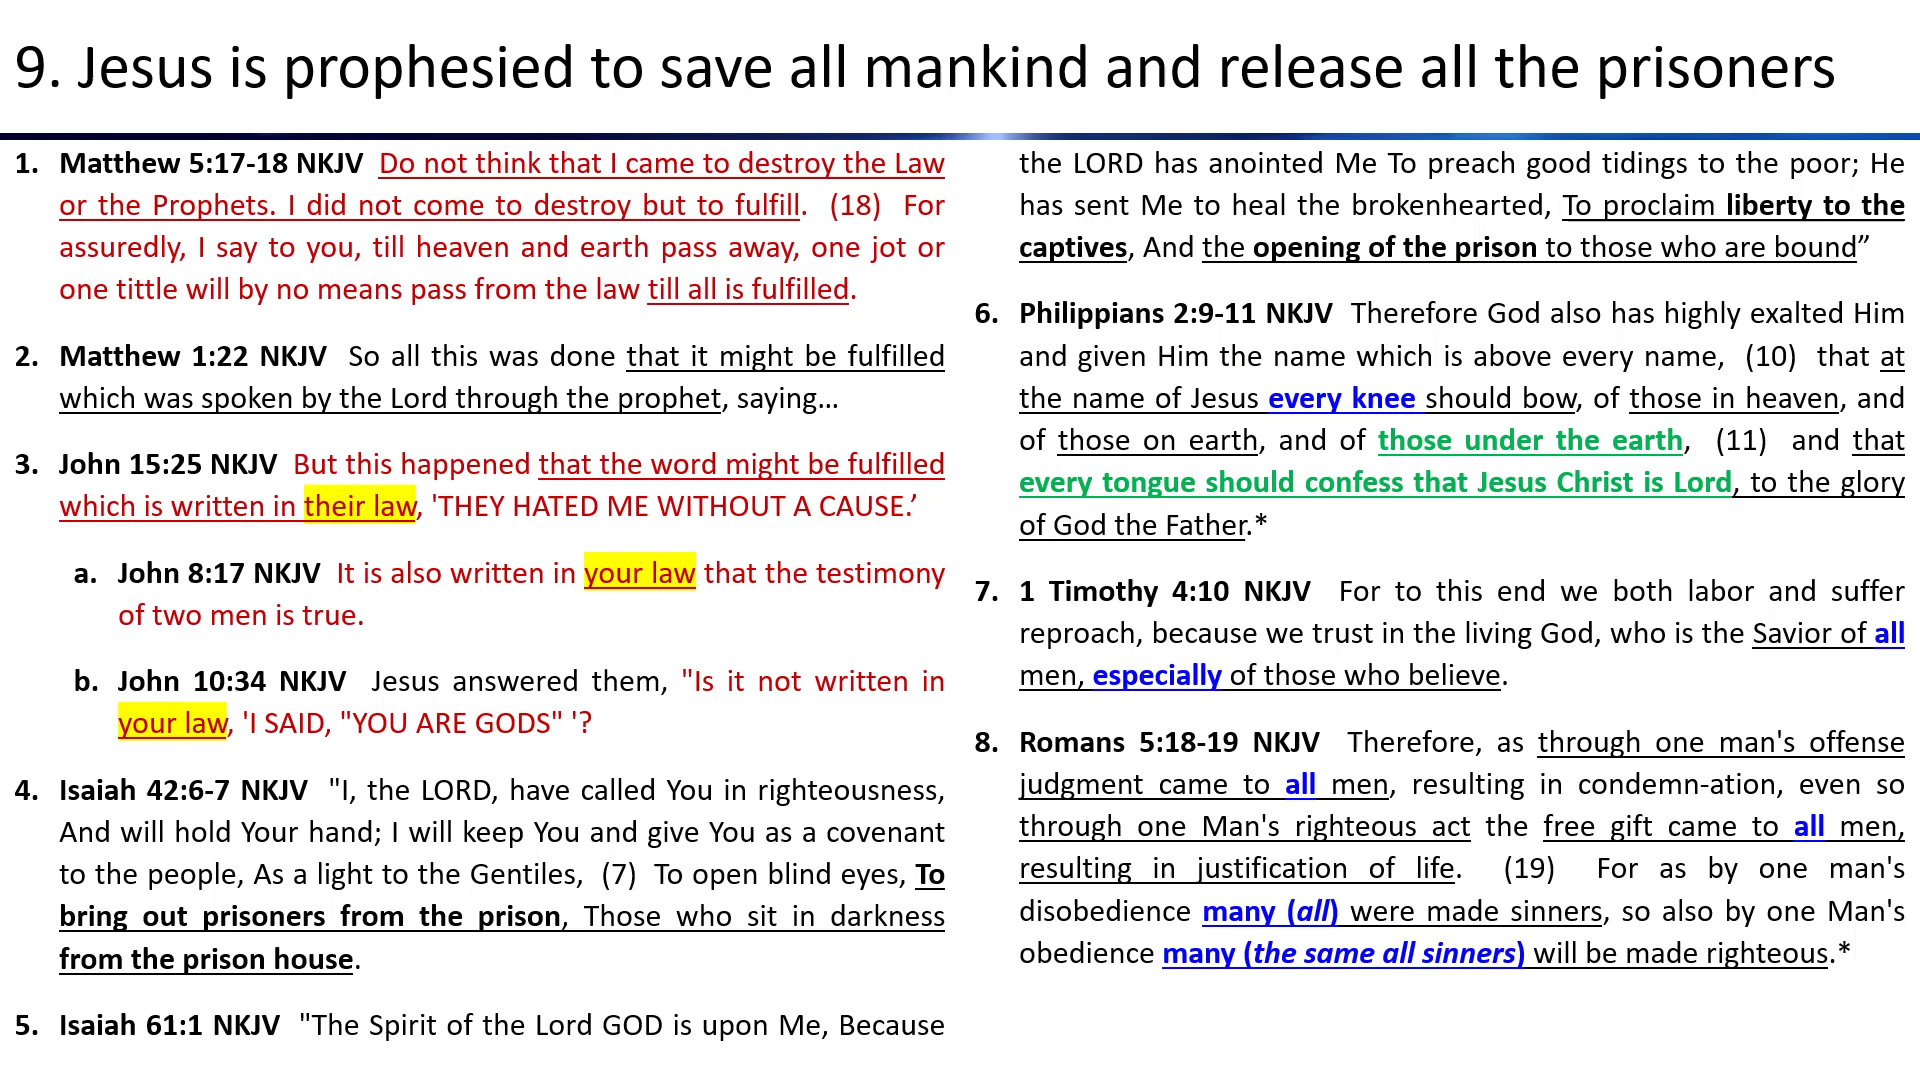 9. Jesus is prophesied to save all mankind and release all the prisoners
1. Matthew 5:17-18 NKJV Do not think that I came to destroy the Law
or the Prophets. I did not come to destroy but to fulfill. (18) For
assuredly, I say to you, till heaven and earth pass away, one jot or
one tittle will by no means pass from the law till all is fulfilled.
2. Matthew 1:22 NKJV So all this was done that it might be fulfilled
which was spoken by the Lord through the prophet, saying…
3. John 15:25 NKJV But this happened that the word might be fulfilled
which is written in their law, 'THEY HATED ME WITHOUT A CAUSE.’
a. John 8:17 NKJV It is also written in your law that the testimony
of two men is true.
b. John 10:34 NKJV Jesus answered them, "Is it not written in
your law, 'I SAID, "YOU ARE GODS" '?
4. Isaiah 42:6-7 NKJV "I, the LORD, have called You in righteousness,
And will hold Your hand; I will keep You and give You as a covenant
to the people, As a light to the Gentiles, (7) To open blind eyes, To
bring out prisoners from the prison, Those who sit in darkness
from the prison house.
5. Isaiah 61:1 NKJV "The Spirit of the Lord GOD is upon Me, Because
the LORD has anointed Me To preach good tidings to the poor; He
has sent Me to heal the brokenhearted, To proclaim liberty to the
captives, And the opening of the prison to those who are bound”
6. Philippians 2:9-11 NKJV Therefore God also has highly exalted Him
and given Him the name which is above every name, (10) that at
the name of Jesus every knee should bow, of those in heaven, and
of those on earth, and of those under the earth, (11) and that
every tongue should confess that Jesus Christ is Lord, to the glory
of God the Father.*
7. 1 Timothy 4:10 NKJV For to this end we both labor and suffer
reproach, because we trust in the living God, who is the Savior of all
men, especially of those who believe.
8. Romans 5:18-19 NKJV Therefore, as through one man's offense
judgment came to all men, resulting in condemn-ation, even so
through one Man's righteous act the free gift came to all men,
resulting in justification of life. (19) For as by one man's
disobedience many (all) were made sinners, so also by one Man's
obedience many (the same all sinners) will be made righteous.*